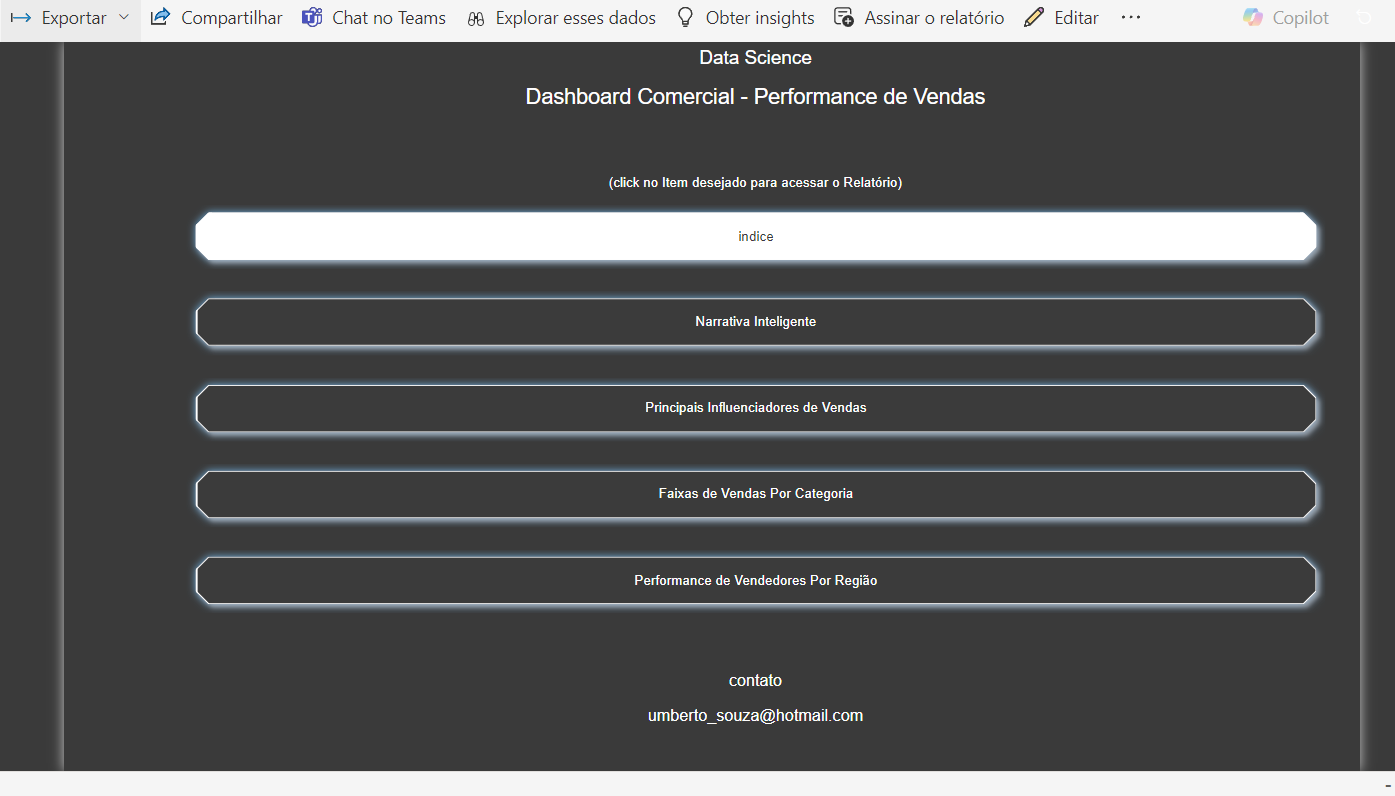 Exportar Compartilhar Chat no Teams Explorar esses dados Obter insights Assinar o relatório Editar ... Copilot
Data Science
Dashboard Comercial - Performance de Vendas
(click no Item desejado para acessar o Relatório)
indice
Narrativa Inteligente
Principais Influenciadores de Vendas
Faixas de Vendas Por Categoria
Performance de Vendedores Por Região
contato
umberto_souza@hotmail.com